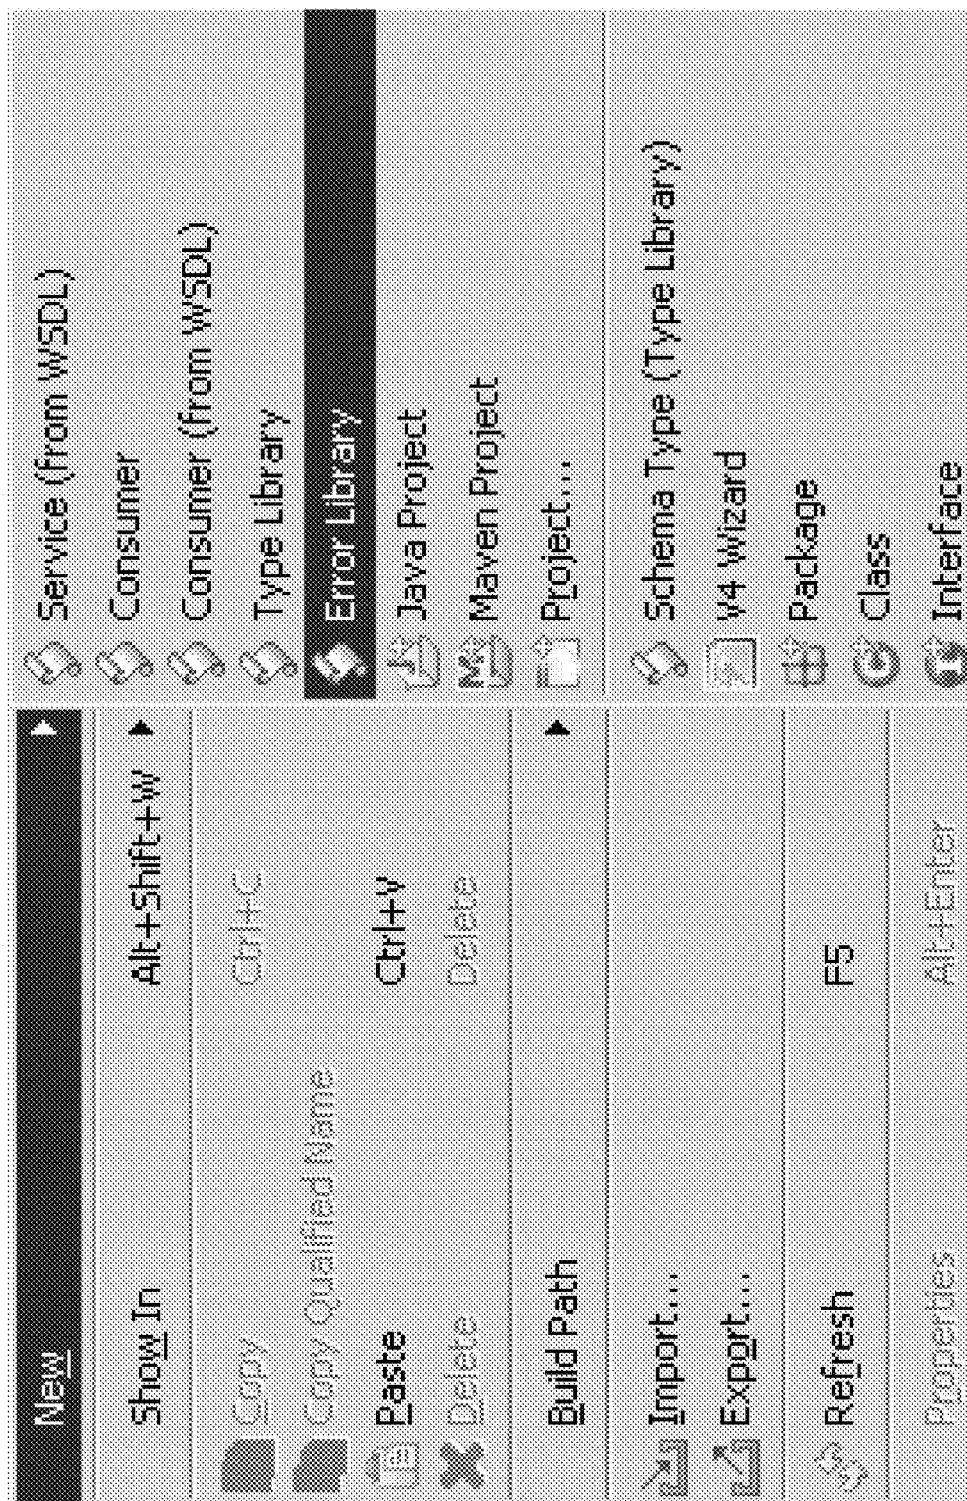 New
Show In Alt+Shift+W
Copy Ctrl+C
Copy Qualified Name
Paste Ctrl+V
Delete Delete
Build Path
Import...
Export...
Refresh F5
Properties Alt+Enter
Service (from WSDL)
Consumer
Consumer (from WSDL)
Type Library
Error Library
Java Project
Maven Project
Project...
Schema Type (Type Library)
V4 Wizard
Package
Class
Interface